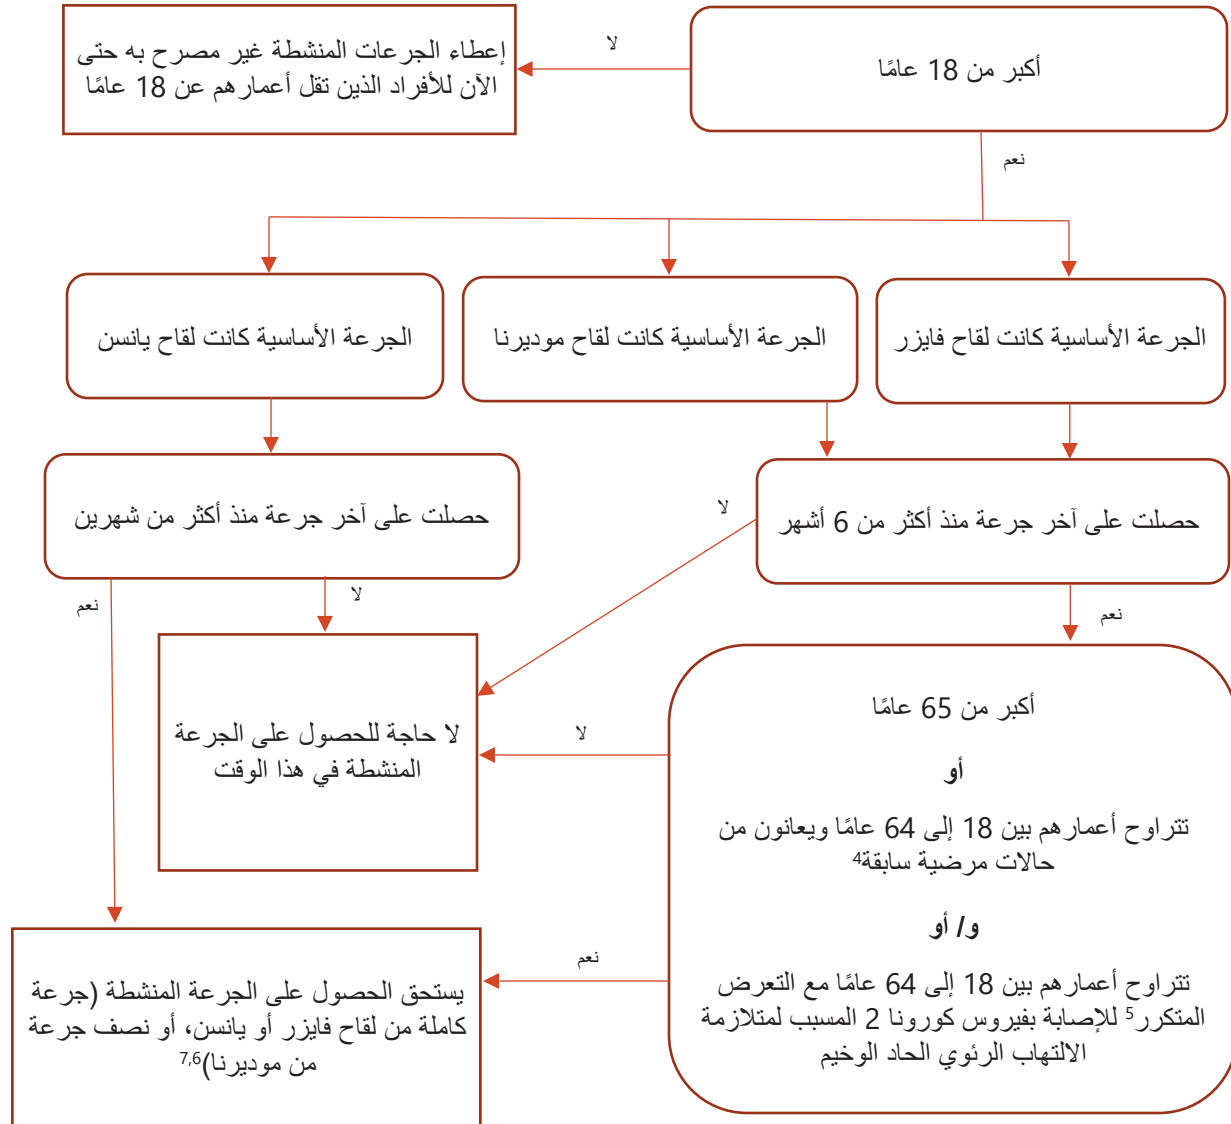 أكبر من 18 عامًا
لا
إعطاء الجرعات المنشطة غير مصرح به حتى
الآن للأفراد الذين تقل أعمارهم عن 18 عامًا
نعم
الجرعة الأساسية كانت لقاح فايزر
الجرعة الأساسية كانت لقاح موديرنا
الجرعة الأساسية كانت لقاح يانسن
حصلت على آخر جرعة منذ أكثر من 6 أشهر
لا
حصلت على آخر جرعة منذ أكثر من شهرين
نعم
لا
نعم
أكبر من 65 عامًا
أو
تتراوح أعمارهم بين 18 إلى 64 عامًا ويعانون من
حالات مرضية سابقة⁴
و/ أو
تتراوح أعمارهم بين 18 إلى 64 عامًا مع التعرض
المتكرر⁵ للإصابة بفيروس كورونا 2 المسبب لمتلازمة
الالتهاب الرئوي الحاد الوخيم
لا
لا حاجة للحصول على الجرعة
المنشطة في هذا الوقت
نعم
يستحق الحصول على الجرعة المنشطة (جرعة
كاملة من لقاح فايزر أو يانسن، أو نصف جرعة
من موديرنا)⁷,⁶